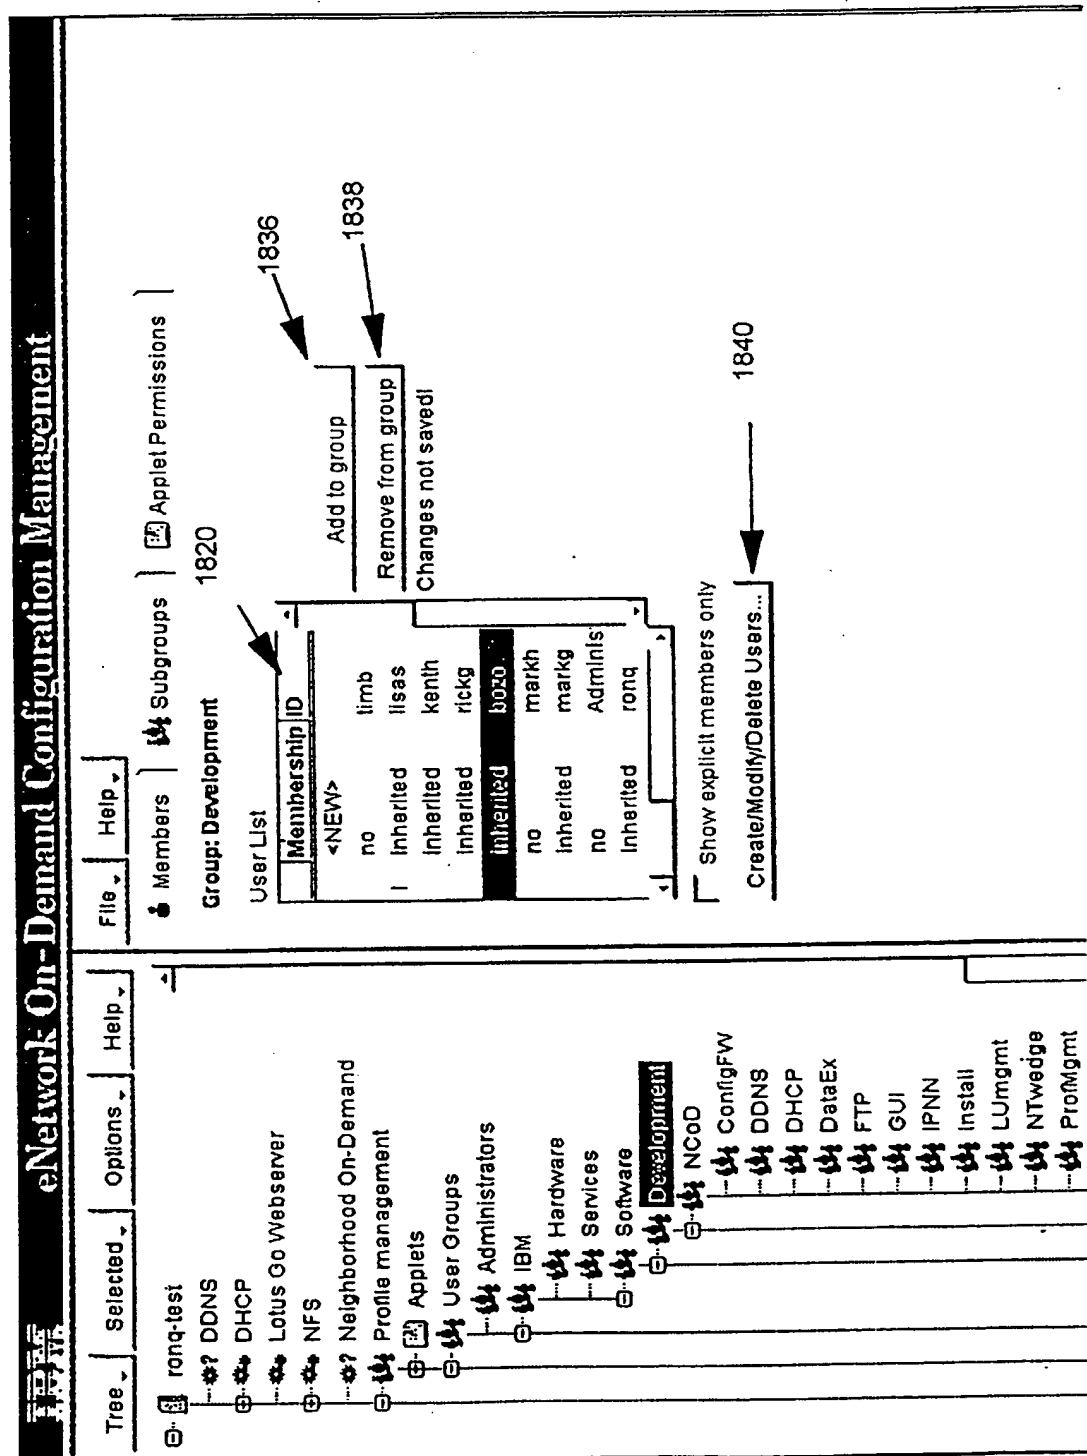 IBM eNetwork On-Demand Configuration Management
Tree Selected Options Help
ronq-test
DDNS
DHCP
Lotus Go Webserver
NFS
Neighborhood On-Demand
Profile management
Applets
User Groups
Administrators
IBM
Hardware
Services
Software
Development
NCoD
ConfigFW
DDNS
DHCP
DataEx
FTP
GUI
IPNN
Install
LUmgmt
NTwedge
ProfMgmt
File Help
Members Subgroups Applet Permissions
Group: Development
1820
User List
Membership ID
<NEW>
no timb
Inherited lisas
Inherited kenth
Inherited rickg
Inherited bozo
no markh
Inherited markg
no Adminis
Inherited ronq
Add to group
1836
Remove from group
1838
Changes not saved!
Show explicit members only
Create/Modify/Delete Users...
1840